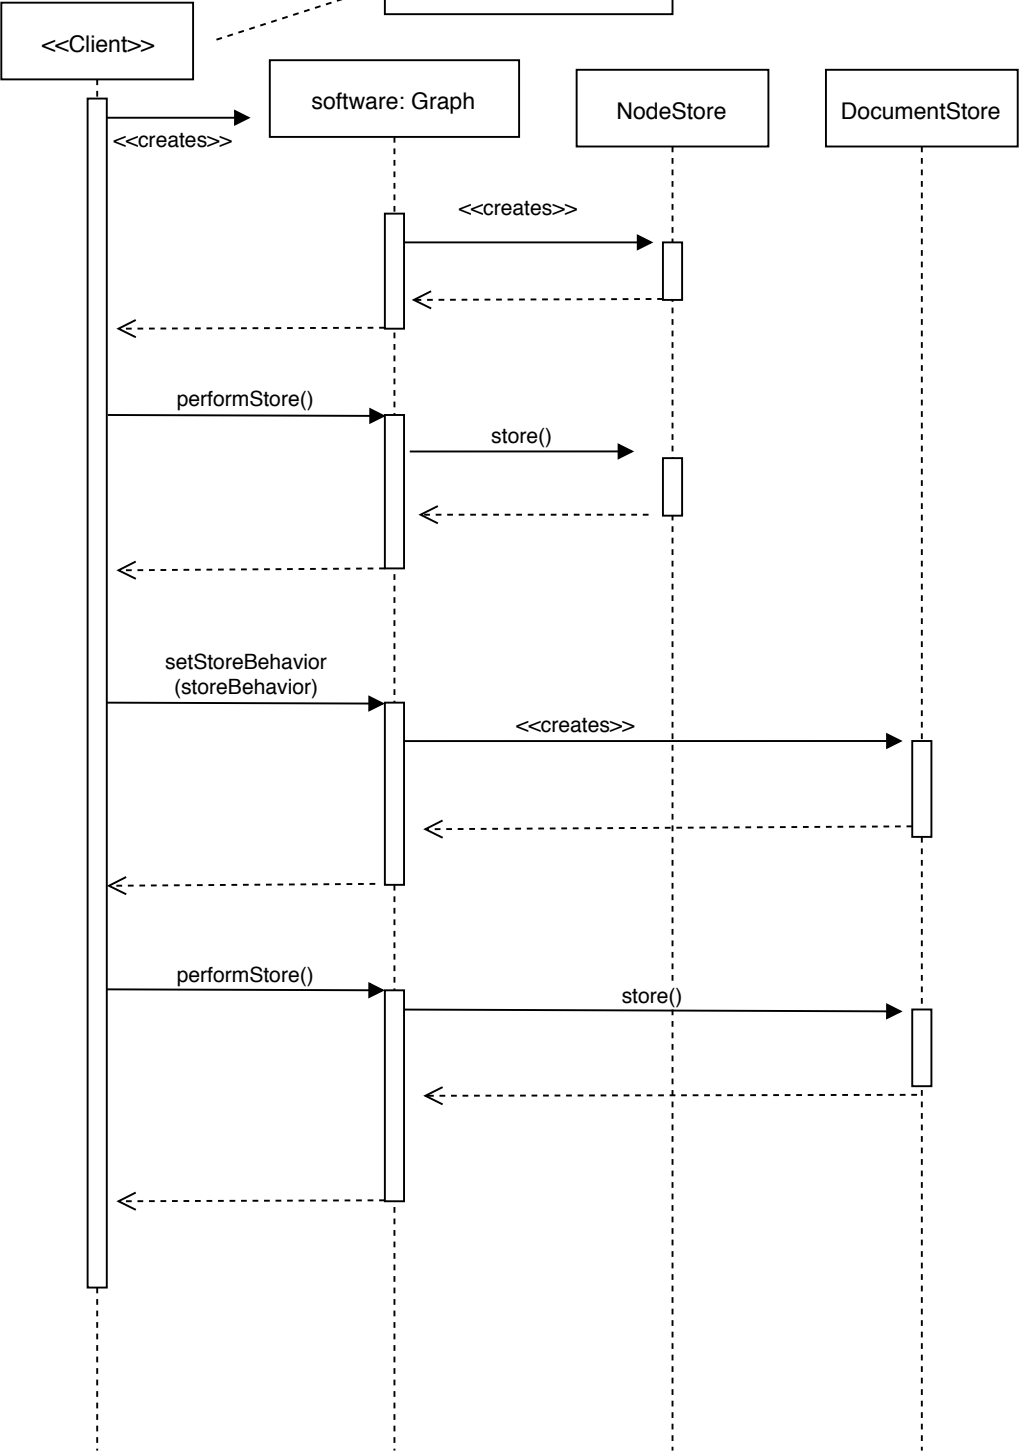 <<Client>>
software: Graph
NodeStore
DocumentStore
<<creates>>
<<creates>>
performStore()
store()
setStoreBehavior
(storeBehavior)
<<creates>>
performStore()
store()